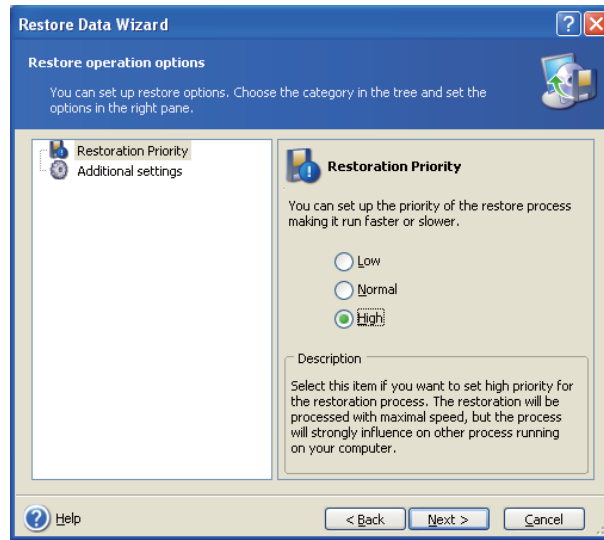 Restore Data Wizard
Restore operation options
You can set up restore options. Choose the category in the tree and set the
options in the right pane.
Restoration Priority
Additional settings
Restoration Priority
You can set up the priority of the restore process
making it run faster or slower.
Low
Normal
High
Description
Select this item if you want to set high priority for
the restoration process. The restoration will be
processed with maximal speed, but the process
will strongly influence on other process running
on your computer.
Help
< Back
Next >
Cancel